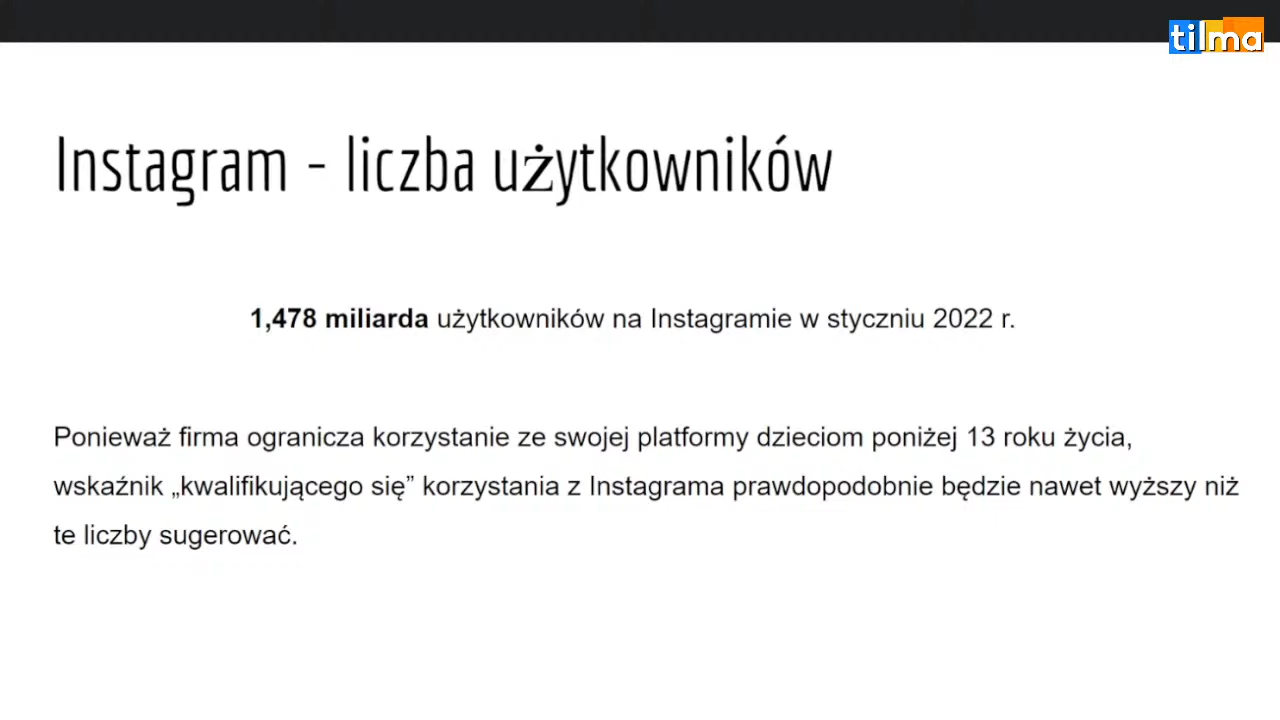 tilma
Instagram - liczba użytkowników
1,478 miliarda użytkowników na Instagramie w styczniu 2022 r.
Ponieważ firma ogranicza korzystanie ze swojej platformy dzieciom poniżej 13 roku życia,
wskaźnik „kwalifikującego się” korzystania z Instagrama prawdopodobnie będzie nawet wyższy niż
te liczby sugerować.